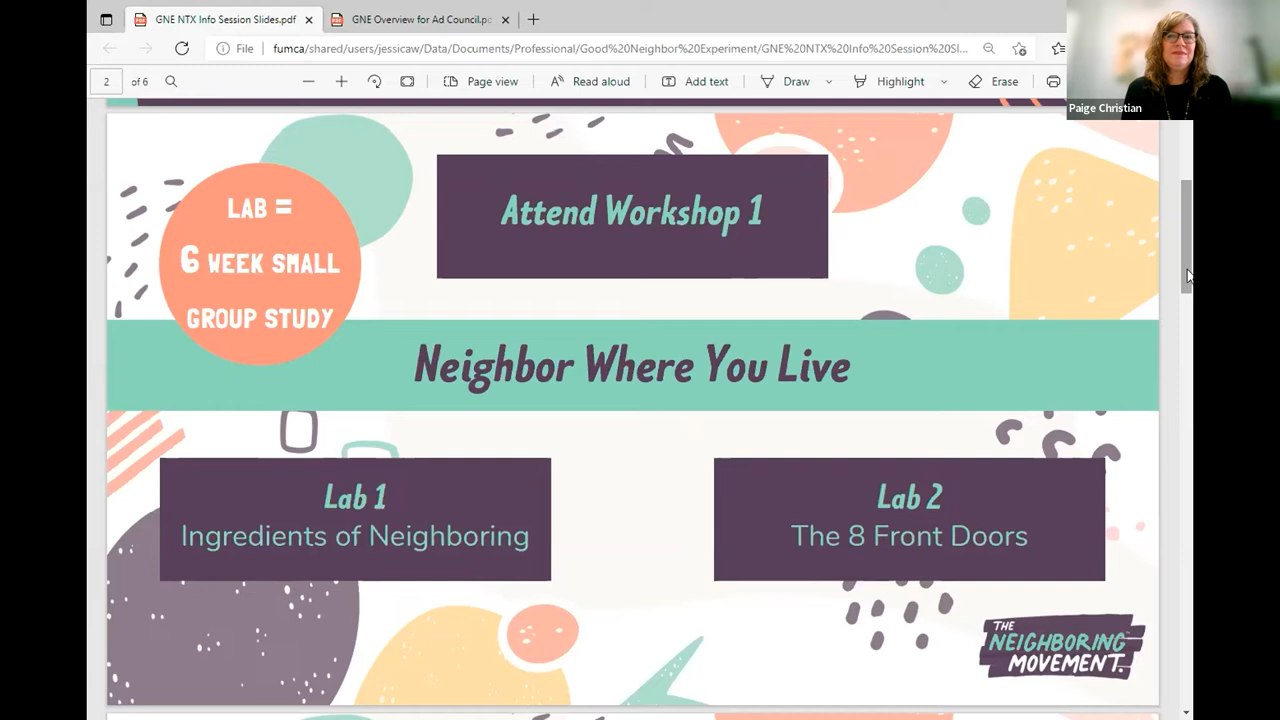 GNE NTX Info Session Slides.pdf
GNE Overview for Ad Council.pc
File
fumca/shared/users/jessicaw/Data/Documents/Professional/Good%20Neighbor%20Experiment/GNE%20NTX%20Info%20Session%20Sl...
2 of 6
Page view
Read aloud
Add text
Draw
Highlight
Erase
Paige Christian
LAB =
6 WEEK SMALL
GROUP STUDY
Attend Workshop 1
Neighbor Where You Live
Lab 1
Ingredients of Neighboring
Lab 2
The 8 Front Doors
THE
NEIGHBORING
MOVEMENT.